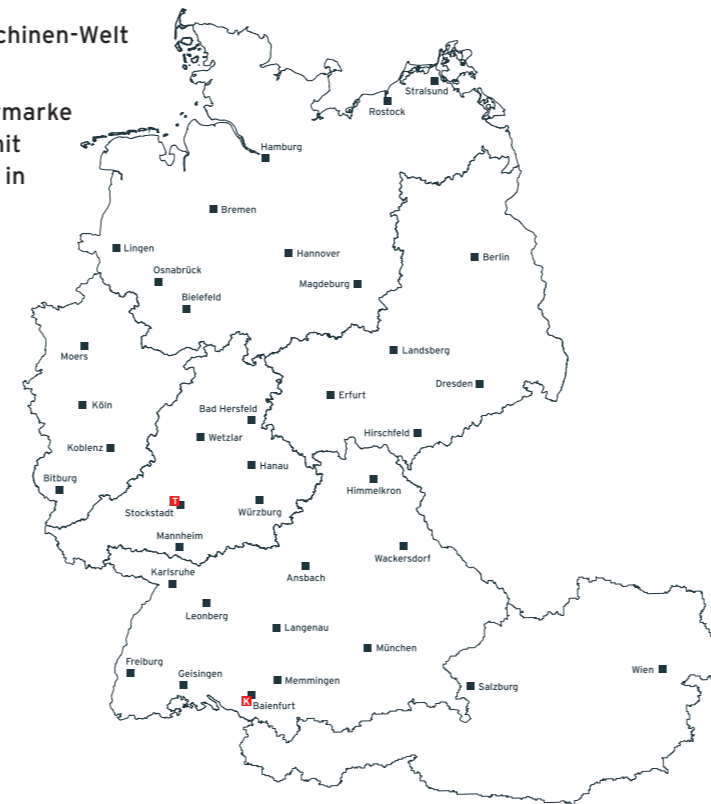 chinen-Welt
rmarke
nit
in
Stralsund
Rostock
Hamburg
Bremen
Lingen
Hannover
Berlin
Osnabrück
Magdeburg
Bielefeld
Moers
Landsberg
Dresden
Erfurt
Köln
Bad Hersfeld
Hirschfeld
Wetzlar
Koblenz
Hanau
Bitburg
Himmelkron
T
Stockstadt
Würzburg
Mannheim
Wackersdorf
Karlsruhe
Ansbach
Leonberg
Langenau
München
Freiburg
Geisingen
Wien
Memmingen
Salzburg
K
Baienfurt